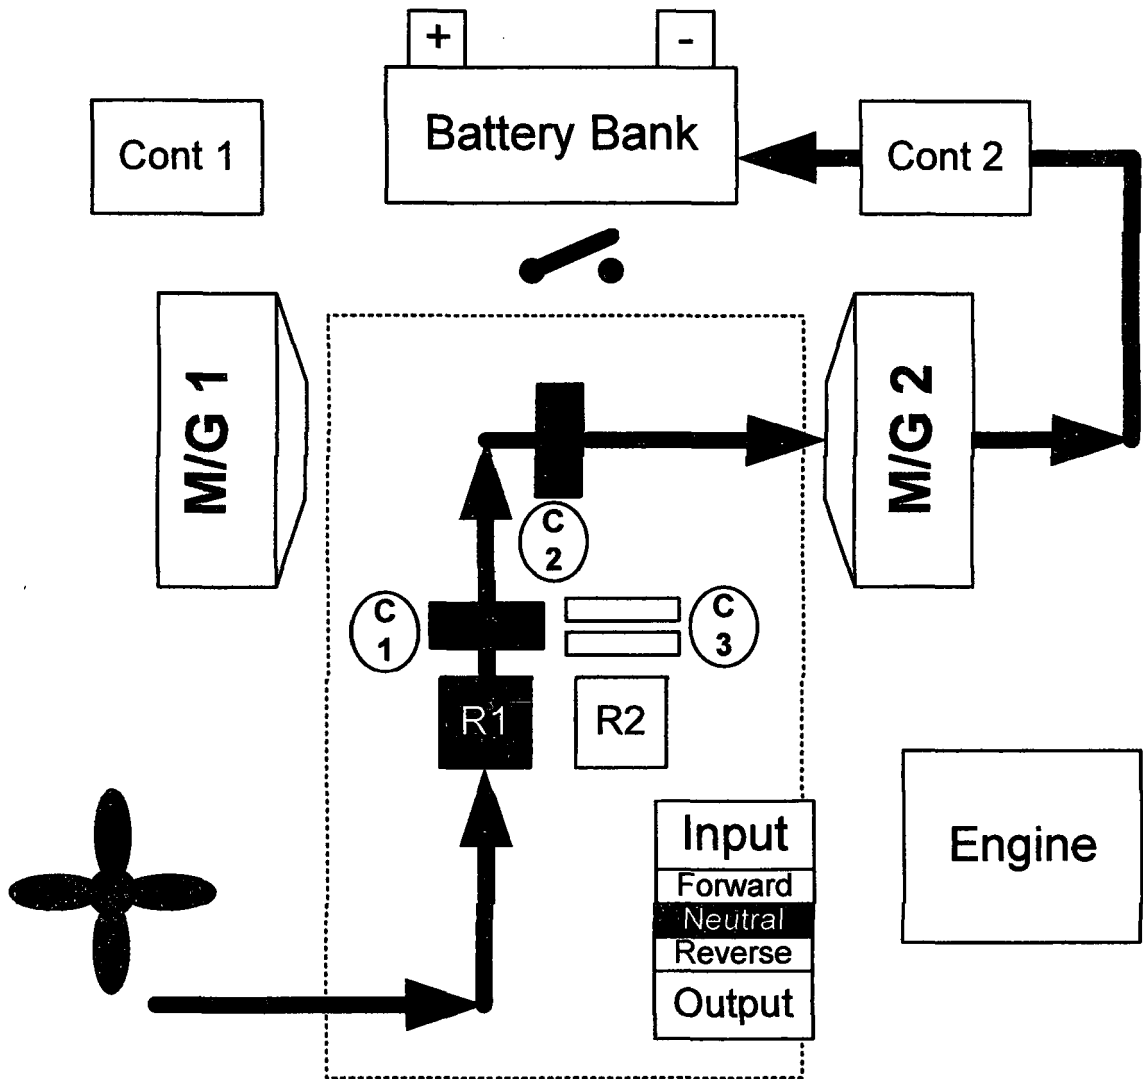 +
-
Battery Bank
Cont 1
Cont 2
M/G 1
M/G 2
C
2
C
1
C
3
R1
R2
Input
Forward
Neutral
Reverse
Output
Engine